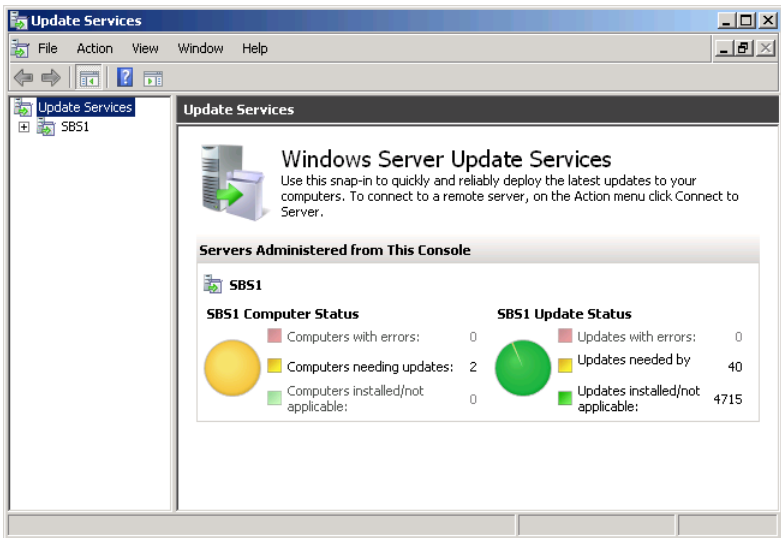 Update Services
File Action View Window Help
Update Services
SBS1
Update Services
Windows Server Update Services
Use this snap-in to quickly and reliably deploy the latest updates to your
computers. To connect to a remote server, on the Action menu click Connect to
Server.
Servers Administered from This Console
SBS1
SBS1 Computer Status
Computers with errors: 0
Computers needing updates: 2
Computers installed/not
applicable: 0
SBS1 Update Status
Updates with errors: 0
Updates needed by
40
Updates installed/not
applicable: 4715